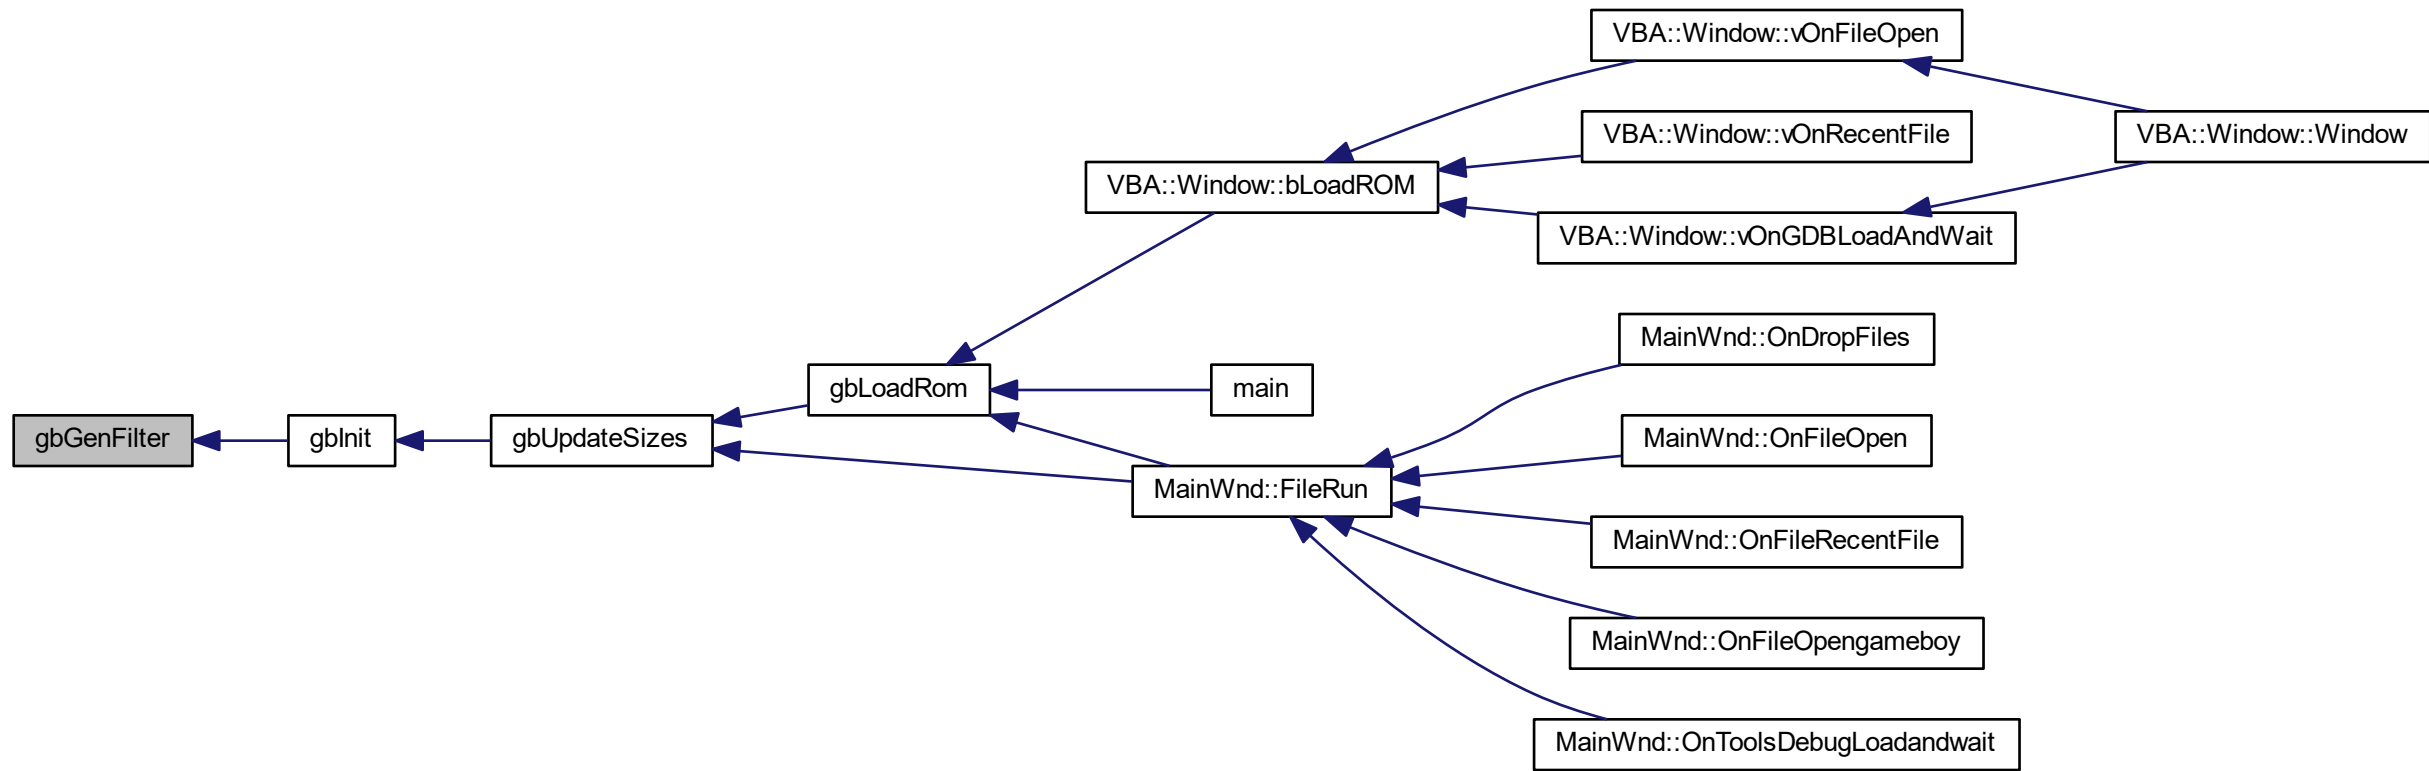 VBA::Window::vOnFileOpen
VBA::Window::vOnRecentFile
VBA::Window::Window
VBA::Window::bLoadROM
VBA::Window::vOnGDBLoadAndWait
MainWnd::OnDropFiles
gbLoadRom
main
gbGenFilter
gbInit
gbUpdateSizes
MainWnd::OnFileOpen
MainWnd::FileRun
MainWnd::OnFileRecentFile
MainWnd::OnFileOpengameboy
MainWnd::OnToolsDebugLoadandwait